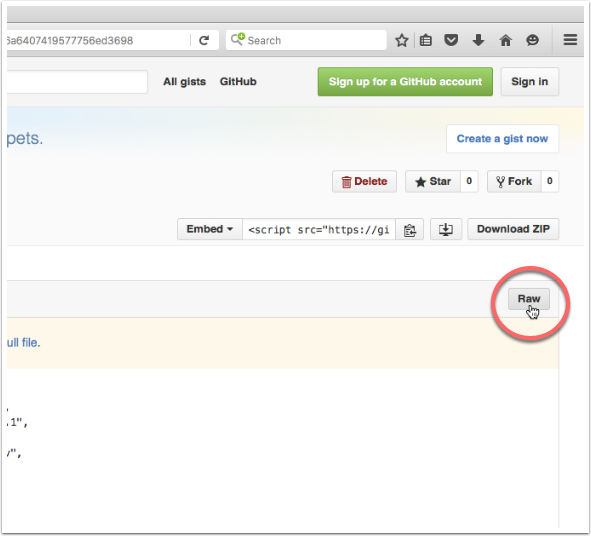 6a6407419577756ed3698
Search
All gists GitHub Sign up for a GitHub account Sign in
pets.
Create a gist now
Delete Star 0 Fork 0
Embed <script src="https://gi Download ZIP
Raw
ull file.
,
.1",
",